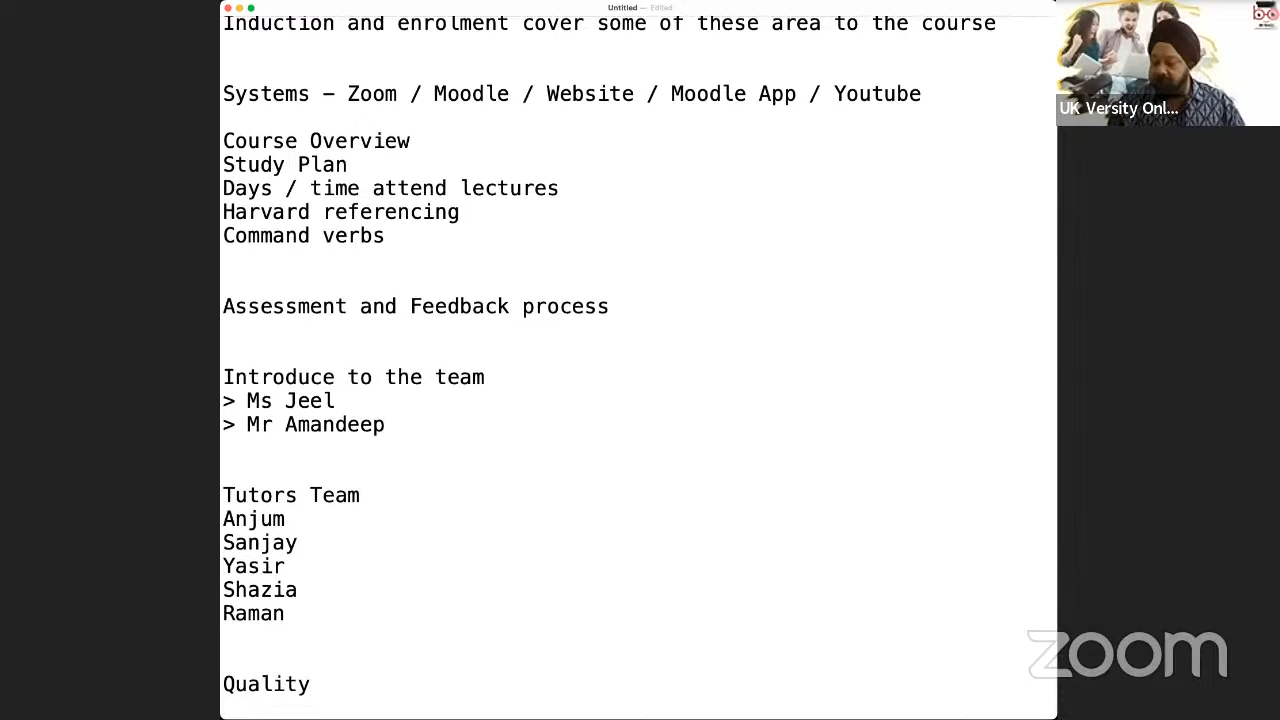 Untitled — Edited
Induction and enrolment cover some of these area to the course
Systems – Zoom / Moodle / Website / Moodle App / Youtube
Course Overview
Study Plan
Days / time attend lectures
Harvard referencing
Command verbs
Assessment and Feedback process
Introduce to the team
> Ms Jeel
> Mr Amandeep
Tutors Team
Anjum
Sanjay
Yasir
Shazia
Raman
Quality
UK Versity Onl...
zoom